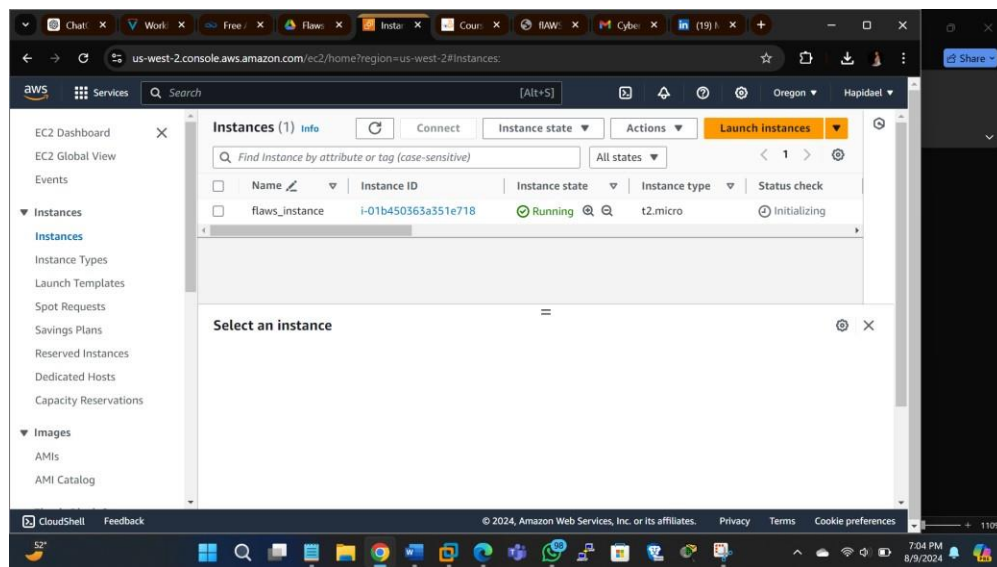 ChatG Work Free / Flaws Instar Cours flAWS Cyber (19) N
us-west-2.console.aws.amazon.com/ec2/home?region=us-west-2#Instances:
Share
aws Services Search [Alt+S] Oregon Hapidael
EC2 Dashboard
EC2 Global View
Events
Instances
Instances
Instance Types
Launch Templates
Spot Requests
Savings Plans
Reserved Instances
Dedicated Hosts
Capacity Reservations
Images
AMIs
AMI Catalog
Instances (1) Info Connect Instance state Actions Launch instances
Find Instance by attribute or tag (case-sensitive) All states 1
Name Instance ID Instance state Instance type Status check
flaws_instance i-01b450363a351e718 Running t2.micro Initializing
Select an instance
CloudShell Feedback © 2024, Amazon Web Services, Inc. or its affiliates. Privacy Terms Cookie preferences
110%
52°
98
7:04 PM
8/9/2024